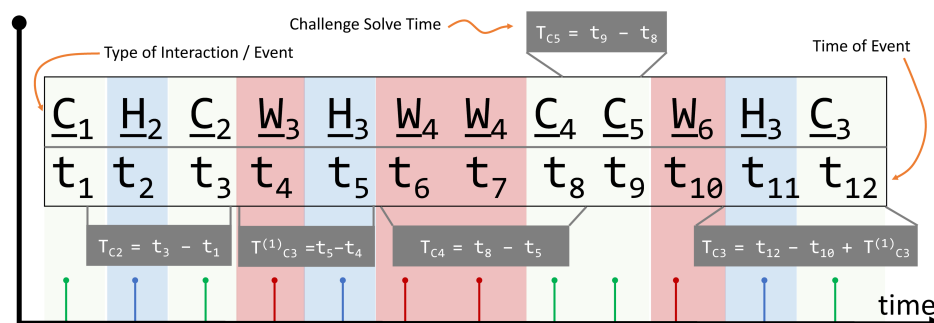 Challenge Solve Time
T_C5 = t_9 − t_8
Type of Interaction / Event
Time of Event
C_1 H_2 C_2 W_3 H_3 W_4 W_4 C_4 C_5 W_6 H_3 C_3
t_1 t_2 t_3 t_4 t_5 t_6 t_7 t_8 t_9 t_10 t_11 t_12
T_C2 = t_3 − t_1
T^(1)_C3 =t_5-t_4
T_C4 = t_8 − t_5
T_C3 = t_12 − t_10 + T^(1)_C3
time